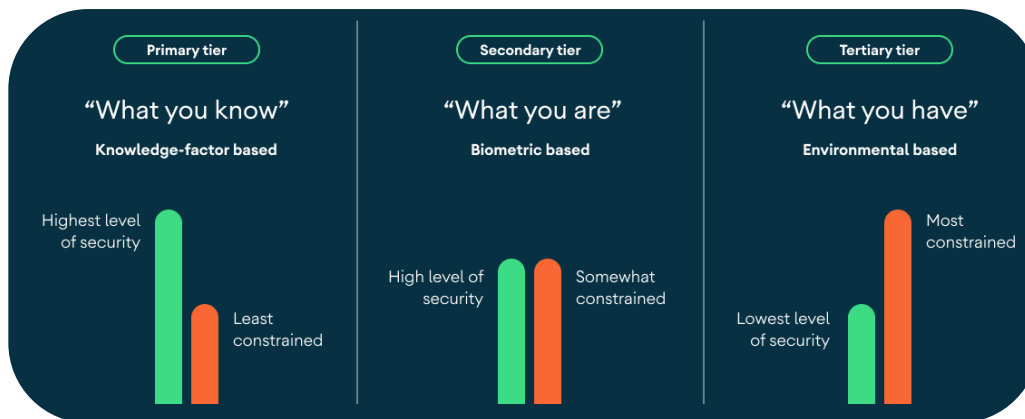 Primary tier
“What you know”
Knowledge-factor based
Highest level
of security
Least
constrained
Secondary tier
“What you are”
Biometric based
High level of
security
Somewhat
constrained
Tertiary tier
“What you have”
Environmental based
Lowest level
of security
Most
constrained